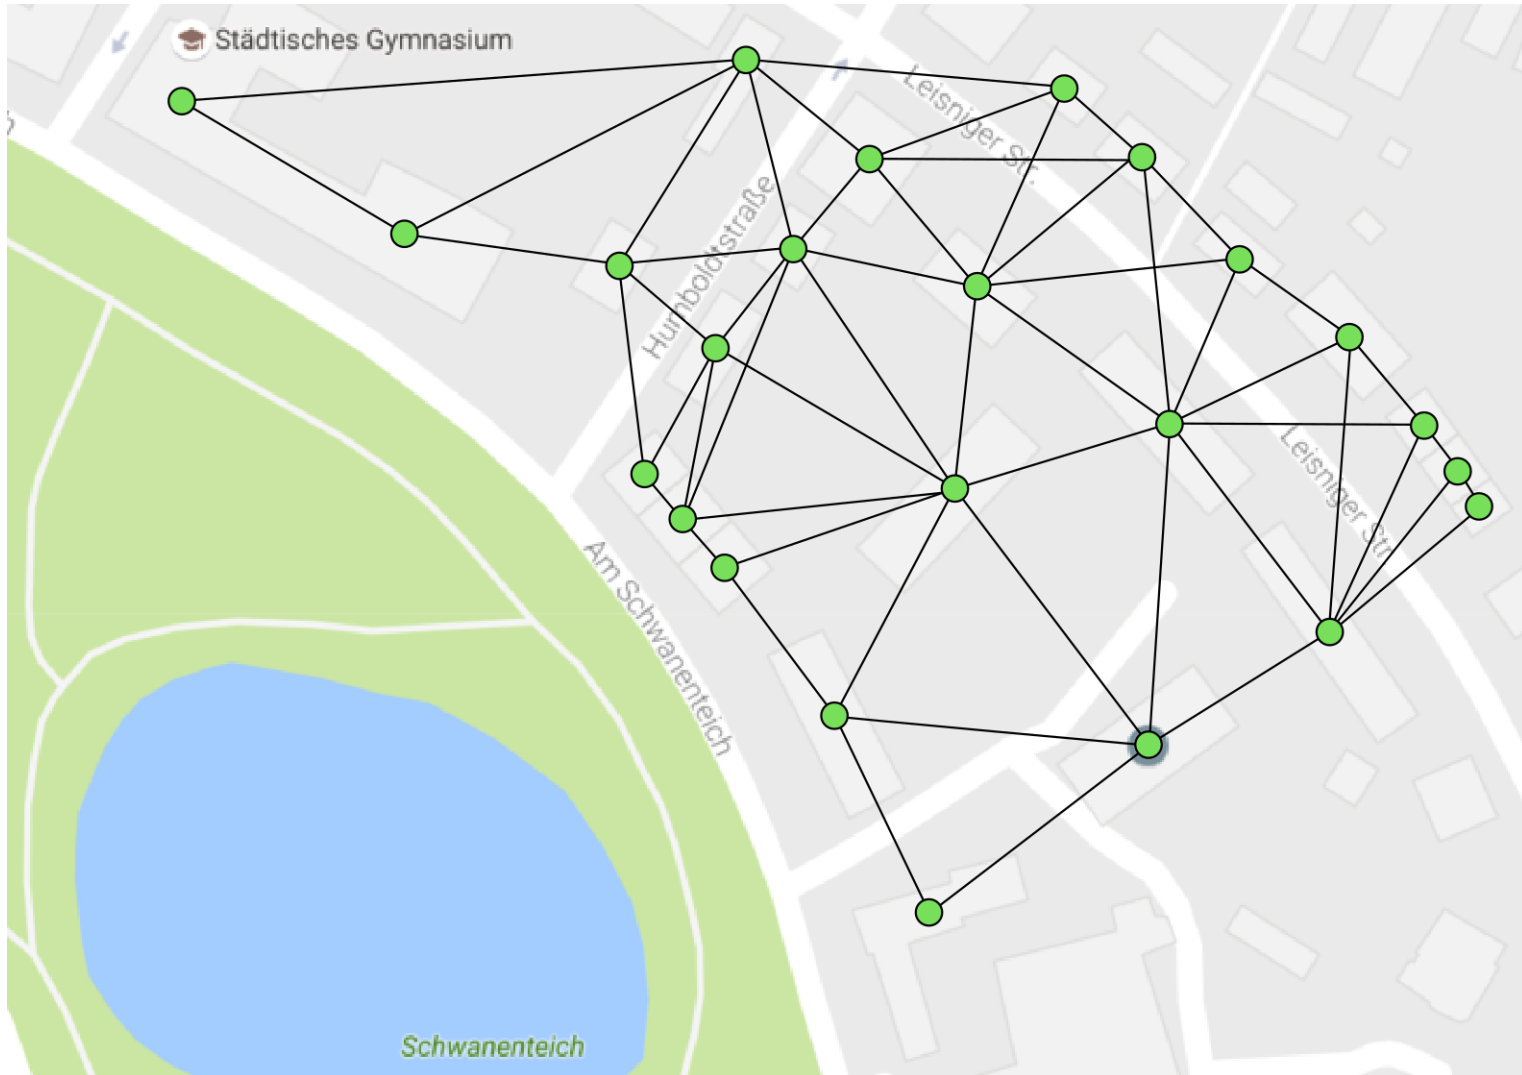 Städtisches Gymnasium
Leisniger Str.
Humboldtstraße
Leisniger Str.
Am Schwanenteich
Schwanenteich